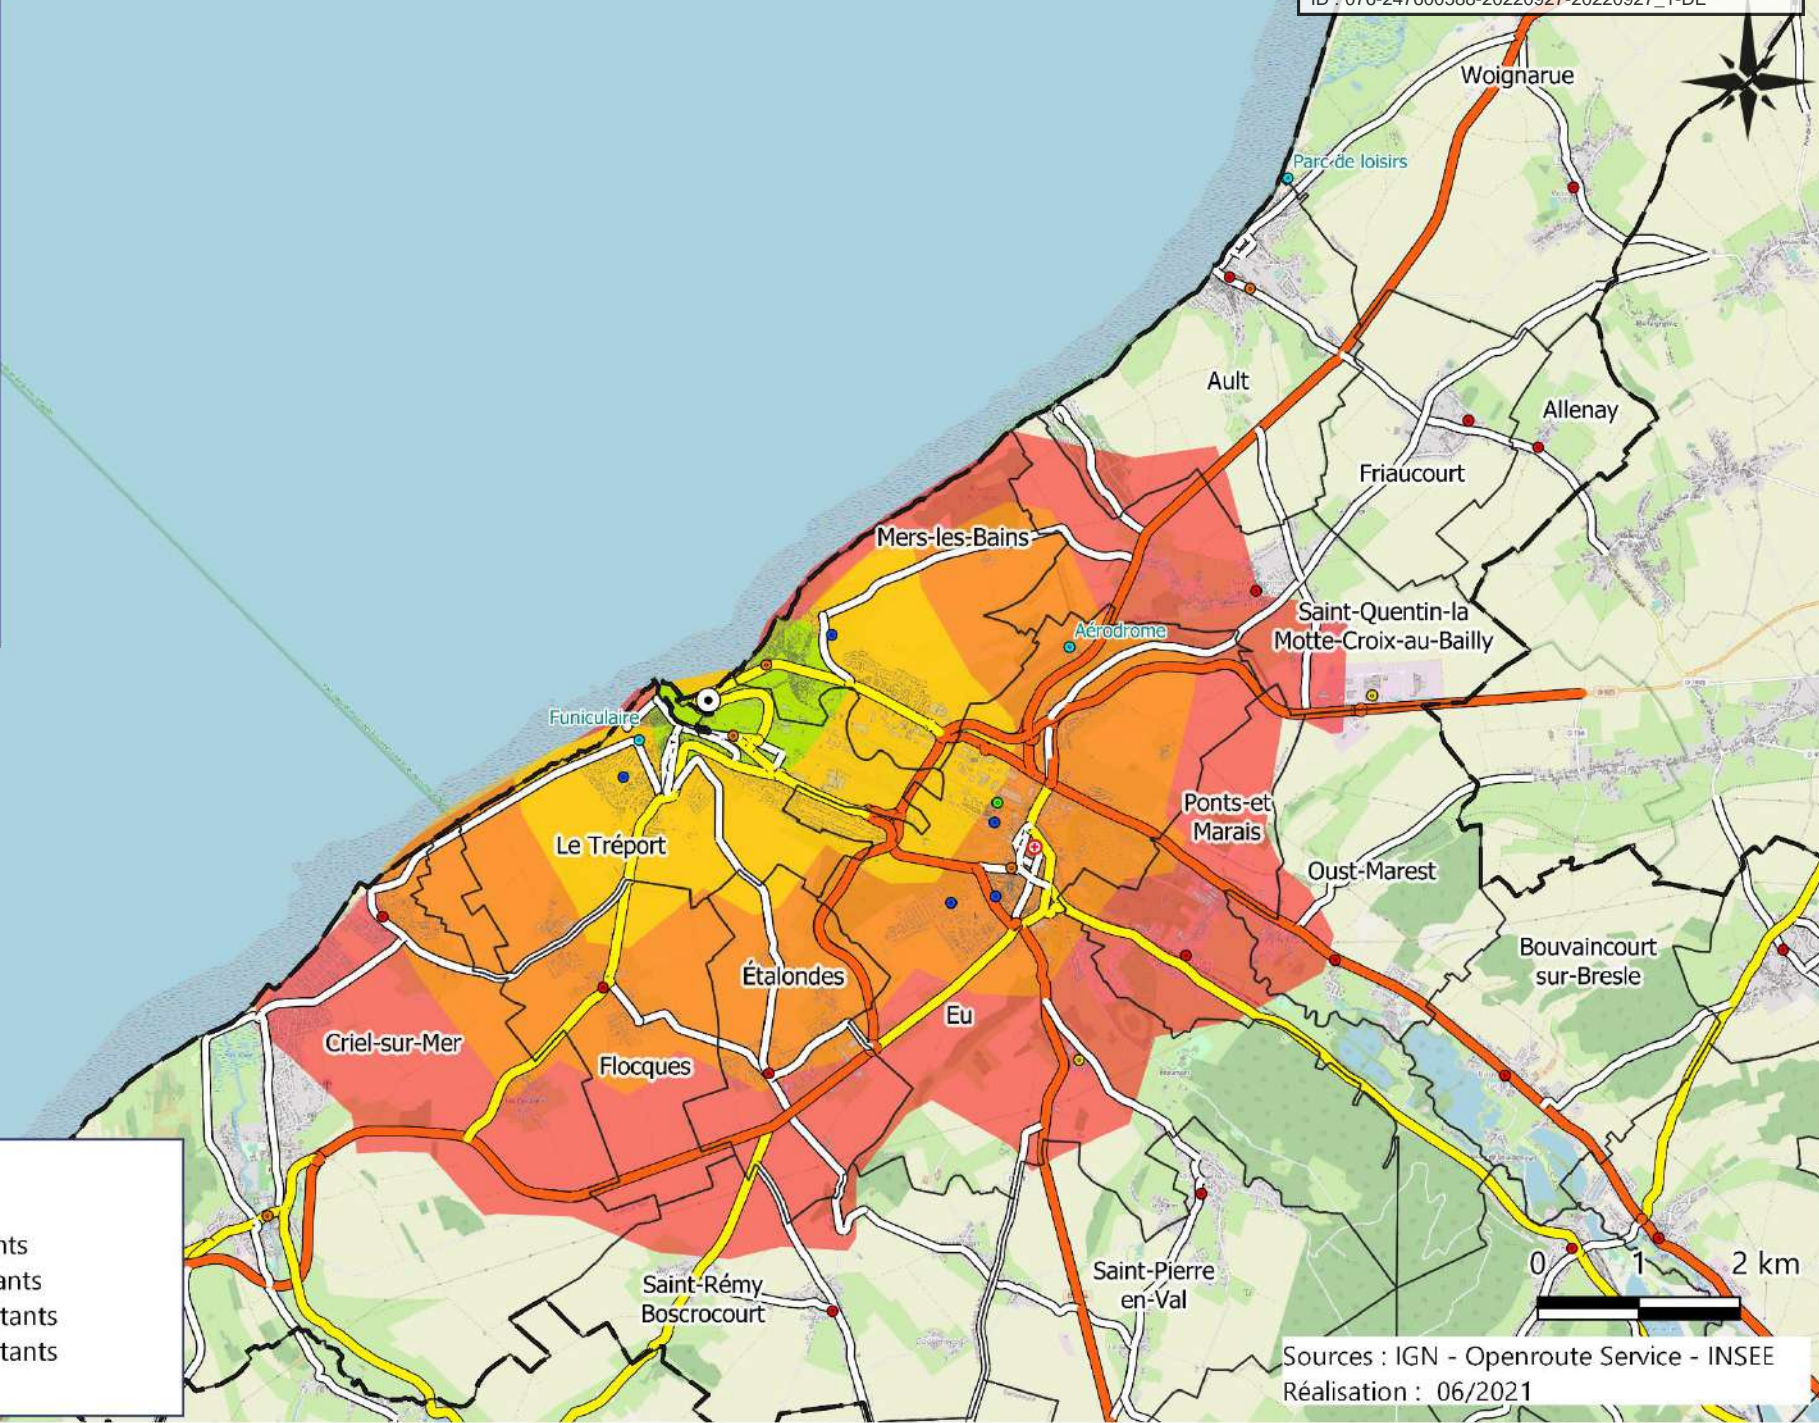 Woignarue
Parc de loisirs
Ault
Allenay
Friaucourt
Mers-les-Bains
Saint-Quentin-la
Motte-Croix-au-Bailly
Aérodrome
Funiculaire
Ponts-et
Marais
Le Tréport
Oust-Marest
Bouvaincourt
sur-Bresle
Étalondes
Eu
Criel-sur-Mer
Flocques
Saint-Rémy
Boscrocourt
Saint-Pierre
en-Val
nts
ants
tants
tants
0 1 2 km
Sources : IGN - Openroute Service - INSEE
Réalisation : 06/2021